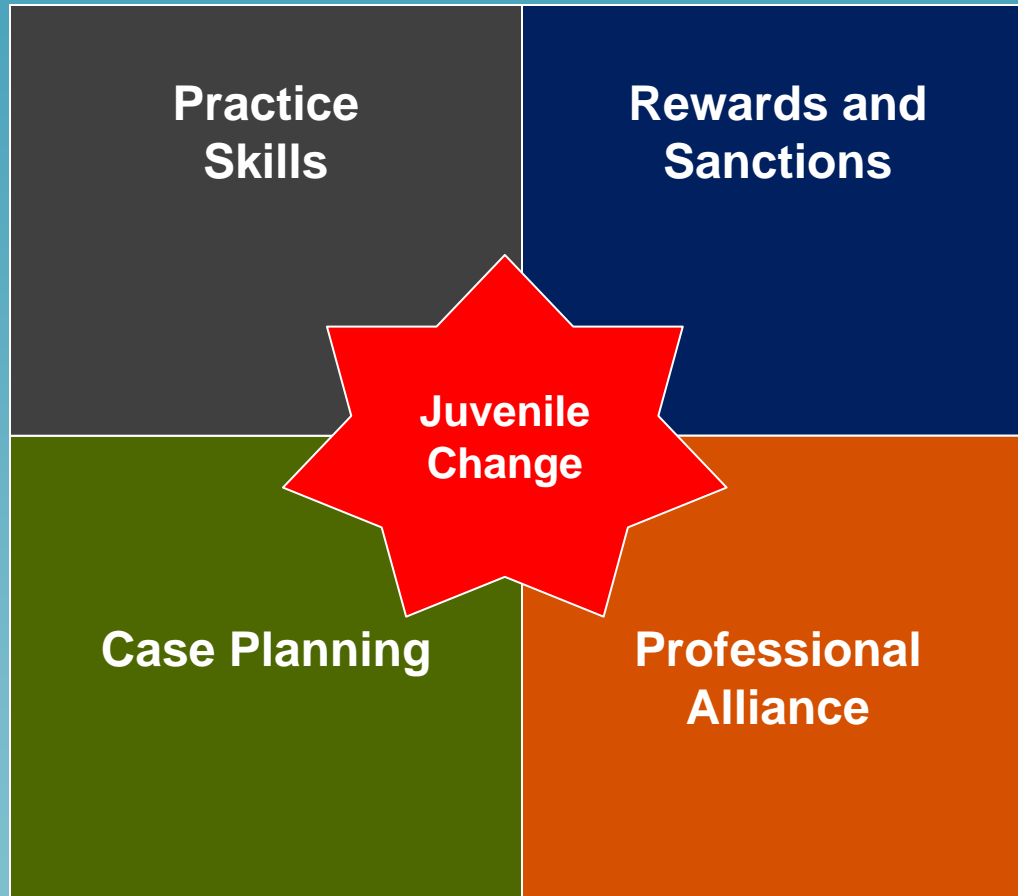 Practice
Skills
Rewards and
Sanctions
Juvenile
Change
Case Planning
Professional
Alliance